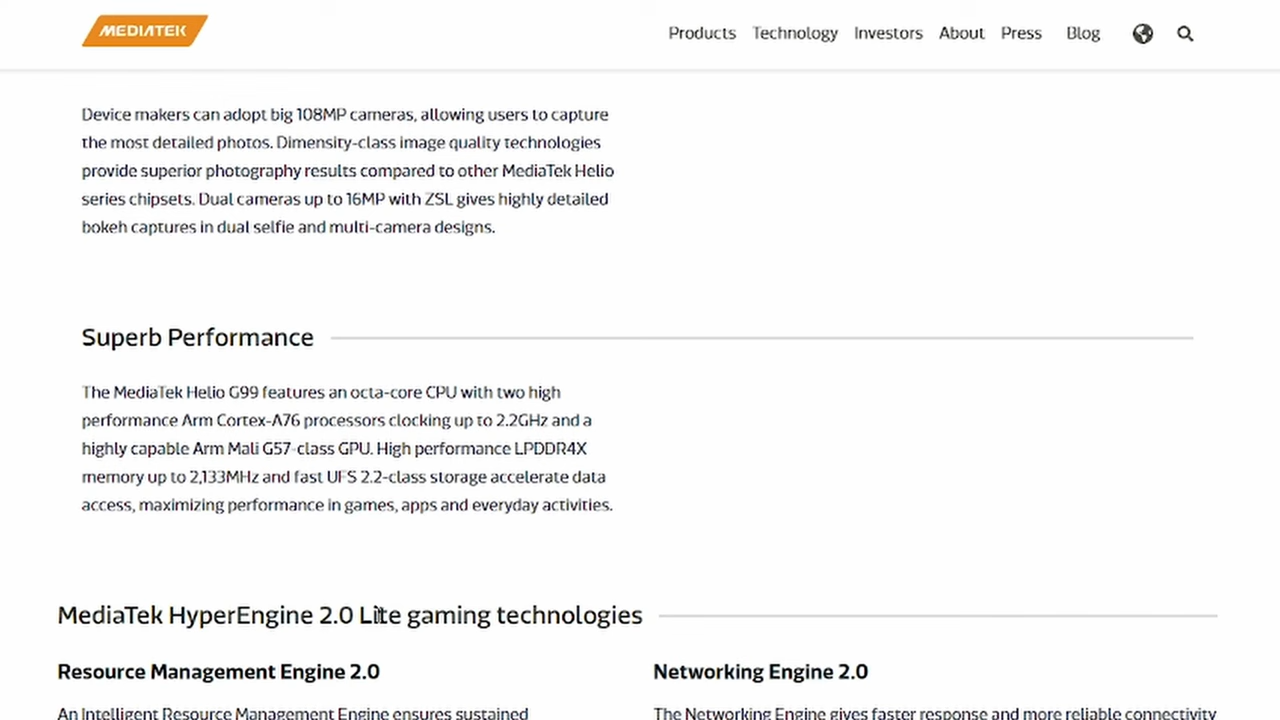 MEDIATEK
Products Technology Investors About Press Blog
Device makers can adopt big 108MP cameras, allowing users to capture
the most detailed photos. Dimensity-class image quality technologies
provide superior photography results compared to other MediaTek Helio
series chipsets. Dual cameras up to 16MP with ZSL gives highly detailed
bokeh captures in dual selfie and multi-camera designs.
Superb Performance
The MediaTek Helio G99 features an octa-core CPU with two high
performance Arm Cortex-A76 processors clocking up to 2.2GHz and a
highly capable Arm Mali G57-class GPU. High performance LPDDR4X
memory up to 2,133MHz and fast UFS 2.2-class storage accelerate data
access, maximizing performance in games, apps and everyday activities.
MediaTek HyperEngine 2.0 Lite gaming technologies
Resource Management Engine 2.0
An Intelligent Resource Management Engine ensures sustained
Networking Engine 2.0
The Networking Engine gives faster response and more reliable connectivity